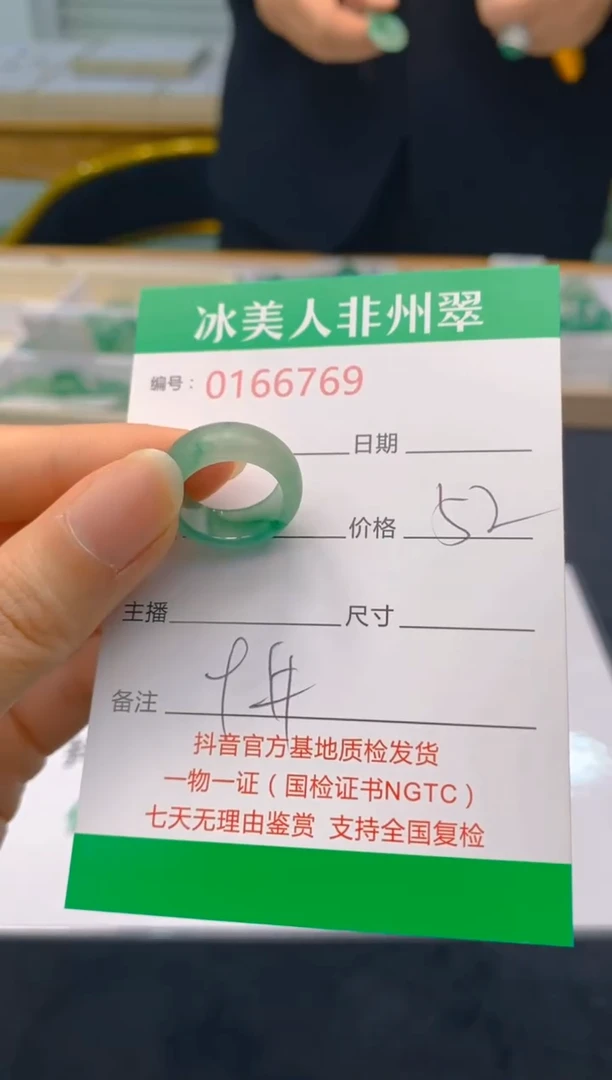 冰美人非州翠
编号：0166769
日期
价格 52
主播 尺寸
备注
抖音官方基地质检发货
一物一证（国检证书NGTC）
七天无理由鉴赏 支持全国复检